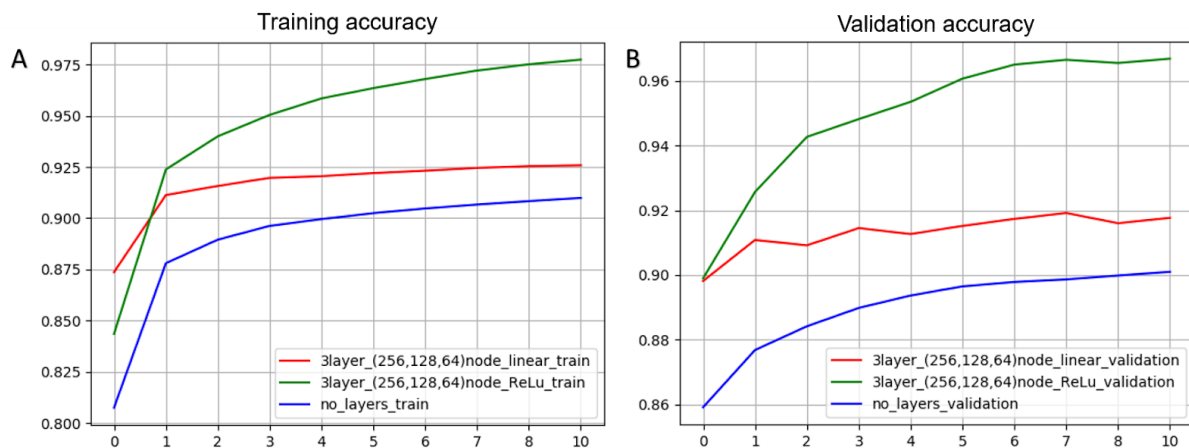 Training accuracy
A
0.975
0.950
0.925
0.900
0.875
0.850
0.825
0.800
3layer_(256,128,64)node_linear_train
3layer_(256,128,64)node_ReLu_train
no_layers_train
0 1 2 3 4 5 6 7 8 10
Validation accuracy
B
0.96
0.94
0.92
0.90
0.88
0.86
3layer_(256,128,64)node_linear_validation
3layer_(256,128,64)node_ReLu_validation
no_layers_validation
0 1 2 3 4 5 6 7 8 10